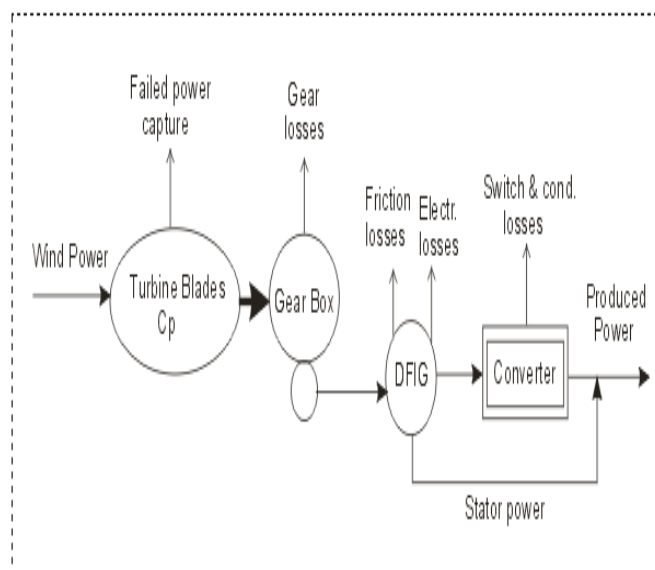 Failed power
capture
Gear
losses
Friction
losses
Electr.
losses
Switch & cond.
losses
Wind Power
Turbine Blades
Cp
Gear Box
DFIG
Converter
Produced
Power
Stator power